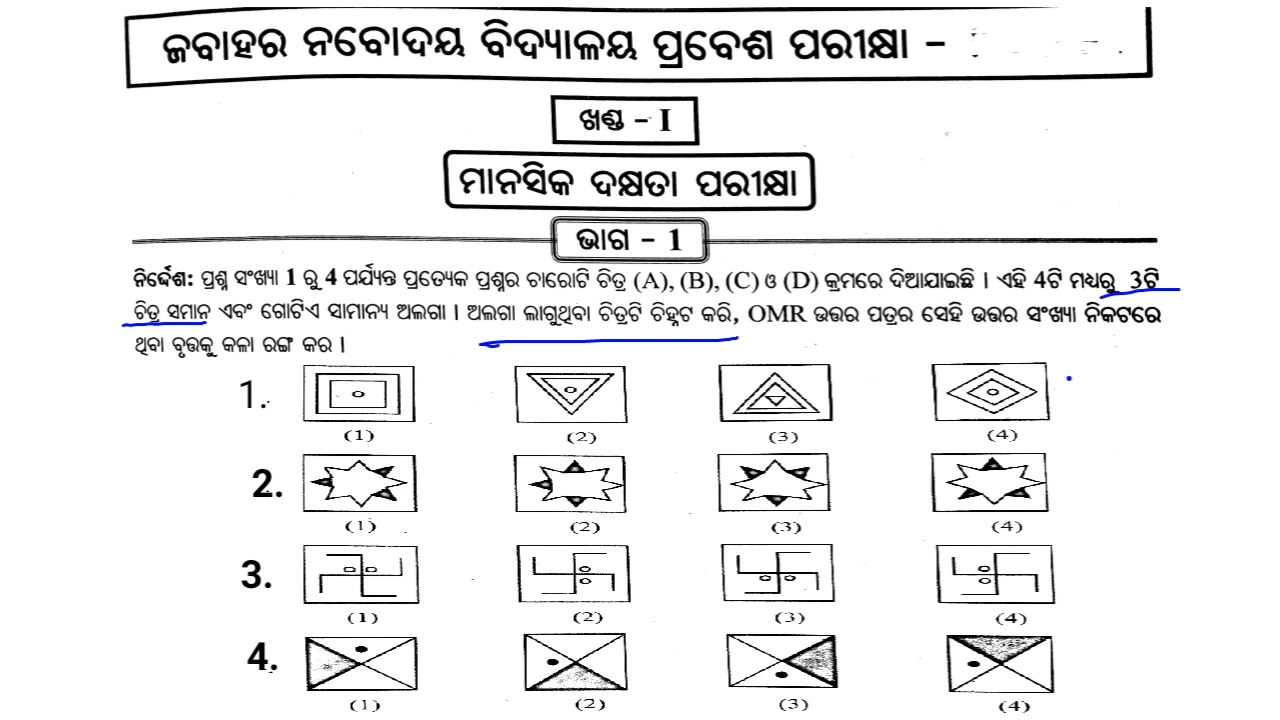 ଜବାହର ନବୋଦୟ ବିଦ୍ୟାଳୟ ପ୍ରବେଶ ପରୀକ୍ଷା –
ଖଣ୍ଡ – I
ମାନସିକ ଦକ୍ଷତା ପରୀକ୍ଷା
ଭାଗ – 1
ନିର୍ଦ୍ଦେଶ: ପ୍ରଶ୍ନ ସଂଖ୍ୟା 1 ରୁ 4 ପର୍ଯ୍ୟନ୍ତ ପ୍ରତ୍ୟେକ ପ୍ରଶ୍ନର ଚାରୋଟି ଚିତ୍ର (A), (B), (C) ଓ (D) କ୍ରମରେ ଦିଆଯାଇଛି । ଏହି 4ଟି ମଧ୍ୟରୁ 3ଟି
ଚିତ୍ର ସମାନ ଏବଂ ଗୋଟିଏ ସାମାନ୍ୟ ଅଲଗା । ଅଲଗା ଲାଗୁଥିବା ଚିତ୍ରଟି ଚିହ୍ନଟ କରି, OMR ଉତ୍ତର ପତ୍ରର ସେହି ଉତ୍ତର ସଂଖ୍ୟା ନିକଟରେ
ଥିବା ବୃତ୍ତକୁ କଳା ରଙ୍ଗ କର ।
1.
(1) (2) (3) (4)
2.
(1) (2) (3) (4)
3.
(1) (2) (3) (4)
4.
(1) (2) (3) (4)